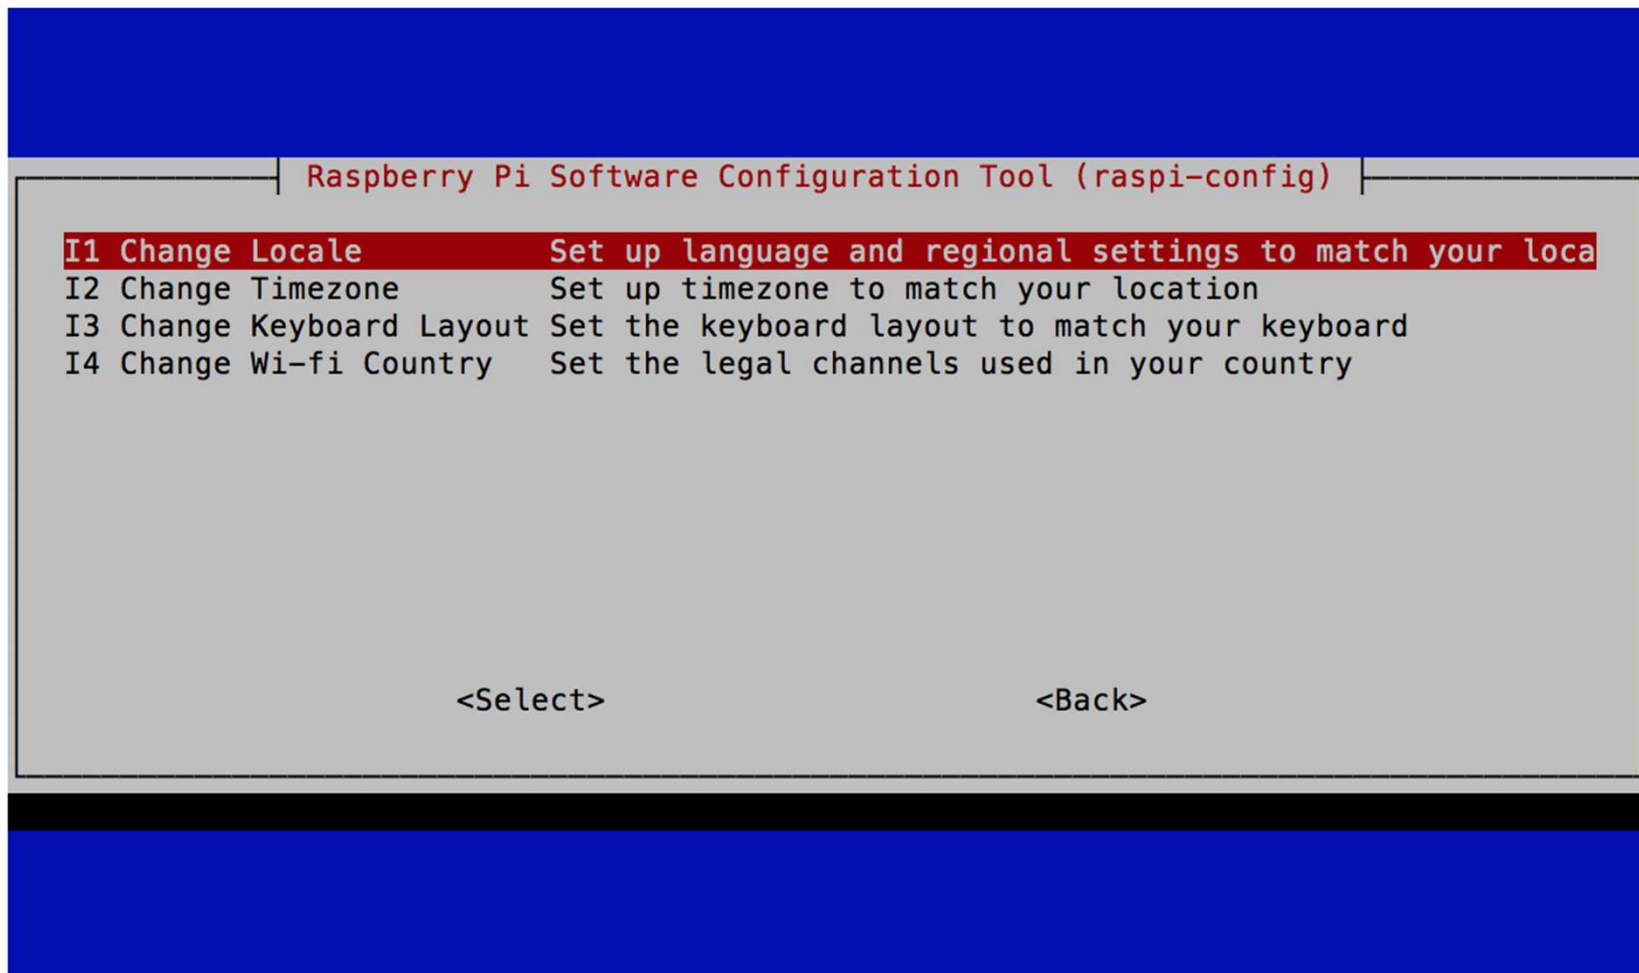 Raspberry Pi Software Configuration Tool (raspi-config)
I1 Change Locale Set up language and regional settings to match your loca
I2 Change Timezone Set up timezone to match your location
I3 Change Keyboard Layout Set the keyboard layout to match your keyboard
I4 Change Wi-fi Country Set the legal channels used in your country
<Select> <Back>